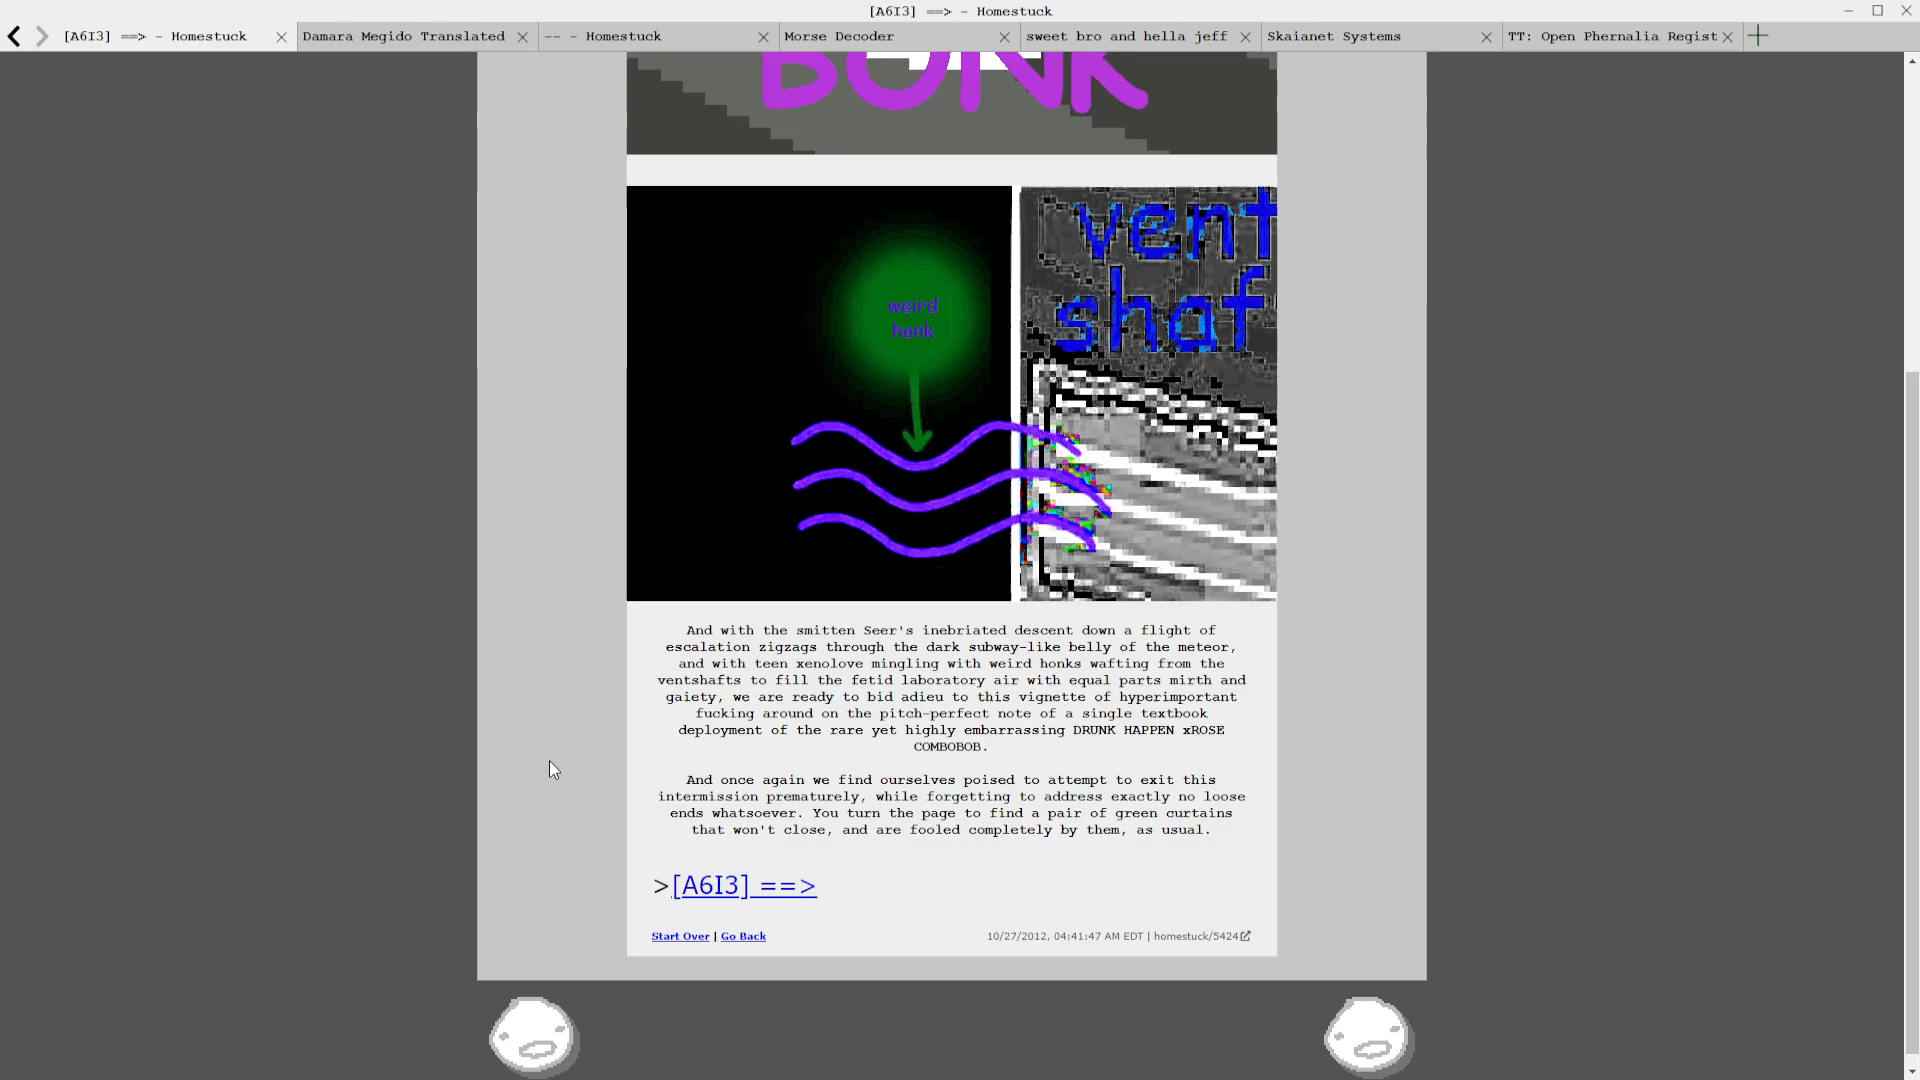 [A6I3] ==> - Homestuck
[A6I3] ==> - Homestuck
Damara Megido Translated
-- - Homestuck
Morse Decoder
sweet bro and hella jeff
Skaianet Systems
TT: Open Phernalia Regist
BONK
weird
honk
vent
shaf
And with the smitten Seer's inebriated descent down a flight of
escalation zigzags through the dark subway-like belly of the meteor,
and with teen xenolove mingling with weird honks wafting from the
ventshafts to fill the fetid laboratory air with equal parts mirth and
gaiety, we are ready to bid adieu to this vignette of hyperimportant
fucking around on the pitch-perfect note of a single textbook
deployment of the rare yet highly embarrassing DRUNK HAPPEN xROSE
COMBOBOB.
And once again we find ourselves poised to attempt to exit this
intermission prematurely, while forgetting to address exactly no loose
ends whatsoever. You turn the page to find a pair of green curtains
that won't close, and are fooled completely by them, as usual.
>[A6I3] ==>
Start Over | Go Back
10/27/2012, 04:41:47 AM EDT | homestuck/5424